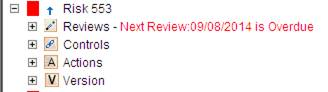 Risk 553
Reviews - Next Review:09/08/2014 is Overdue
Controls
A Actions
V Version